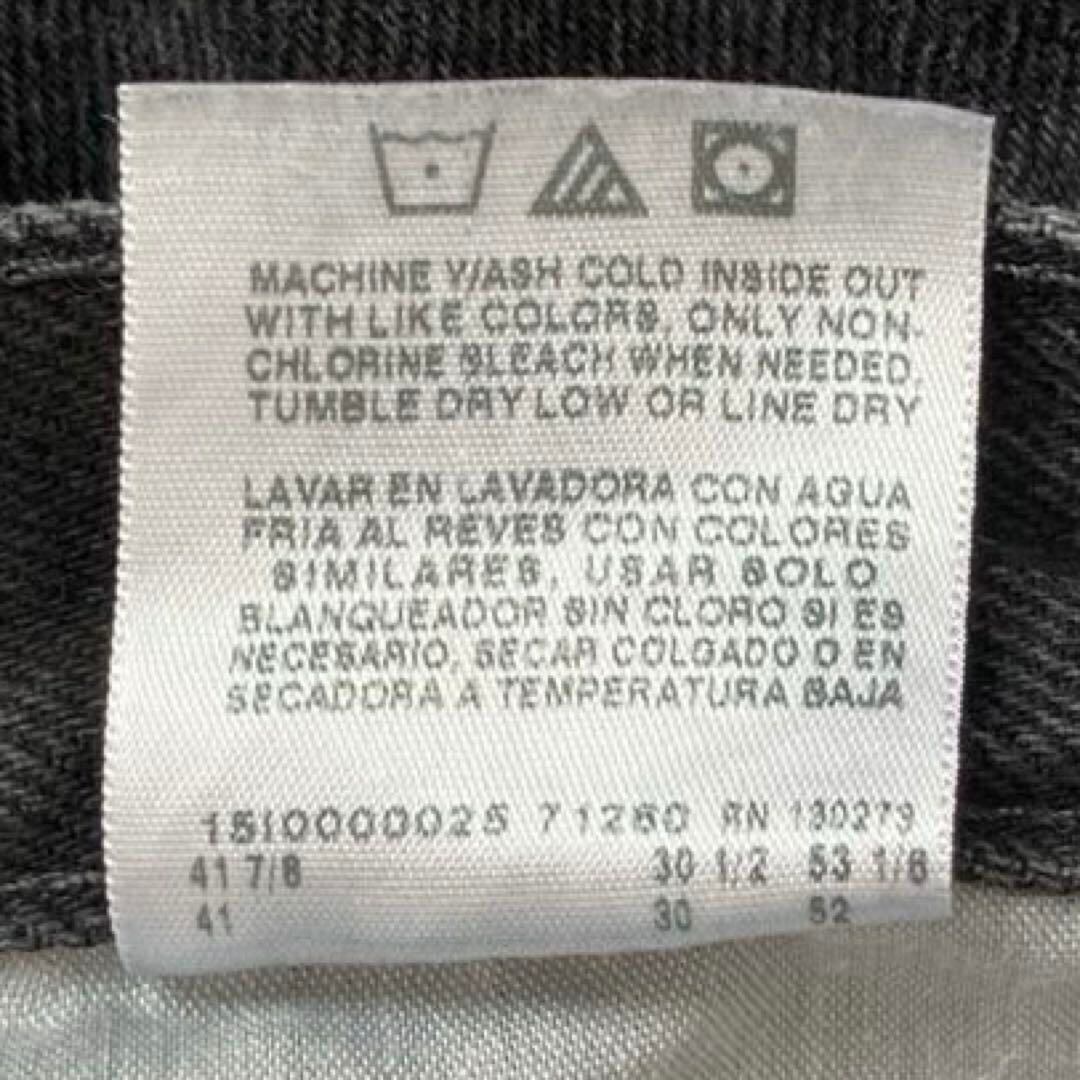 MACHINE WASH COLD INSIDE OUT
WITH LIKE COLORS, ONLY NON-
CHLORINE BLEACH WHEN NEEDED,
TUMBLE DRY LOW OR LINE DRY
LAVAR EN LAVADORA CON AGUA
FRIA AL REVES CON COLORES
SIMILARES, USAR SOLO
BLANQUEADOR SIN CLORO SI ES
NECESARIO, SECAR COLGADO O EN
SECADORA A TEMPERATURA BAJA
71260 RN 130273
41 7/8 30 1/2 53 1/8
41 30 52